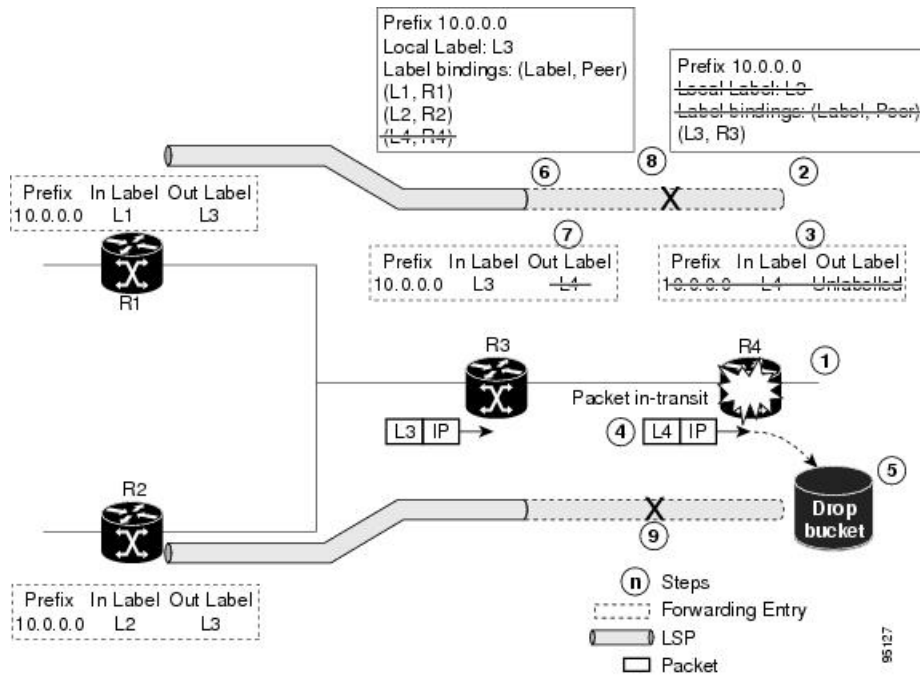 Prefix 10.0.0.0
Local Label: L3
Label bindings: (Label, Peer)
(L1, R1)
(L2, R2)
(L4, R4)
Prefix 10.0.0.0
Local Label: L3
Label bindings: (Label, Peer)
(L3, R3)
6
8
2
Prefix In Label Out Label
10.0.0.0 L1 L3
R1
7
Prefix In Label Out Label
10.0.0.0 L3 L4
3
Prefix In Label Out Label
10.0.0.0 L4 Unlabelled
R3
R4
1
Packet in-transit
L3 IP
4
L4 IP
5
Drop
bucket
R2
9
Prefix In Label Out Label
10.0.0.0 L2 L3
n Steps
Forwarding Entry
LSP
Packet
95127